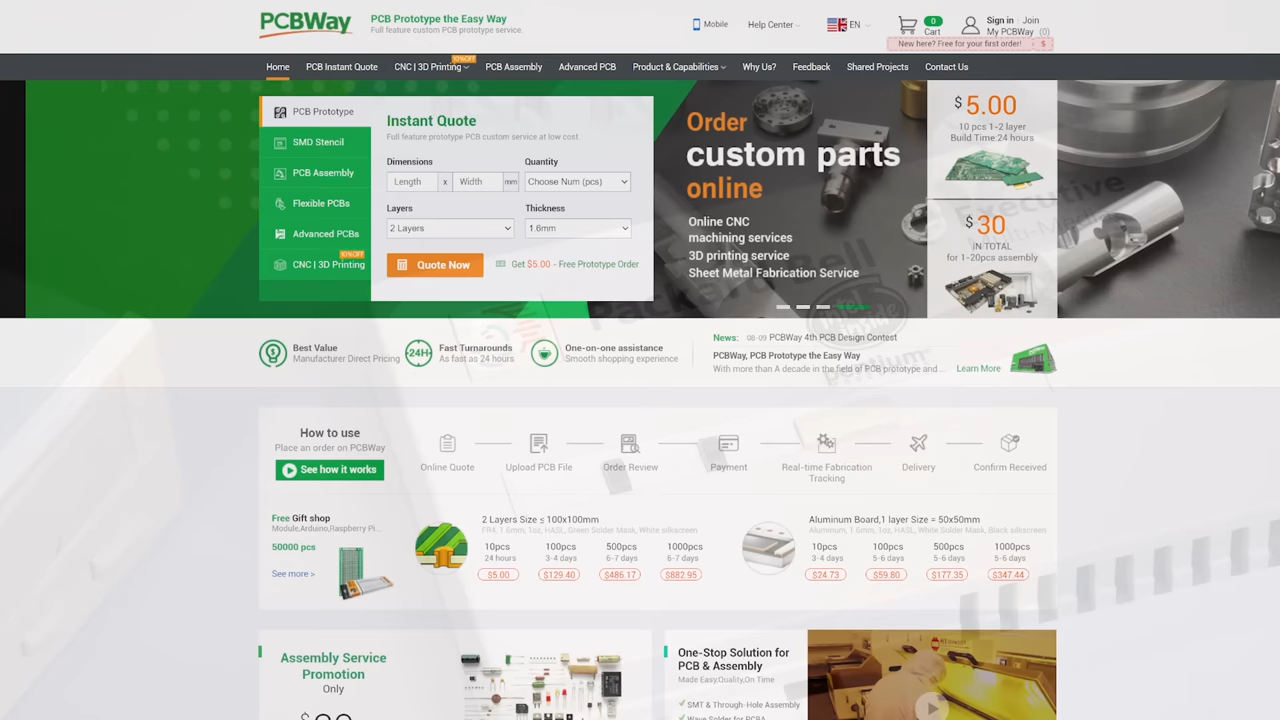 PCBWay
PCB Prototype the Easy Way
Full feature custom PCB prototype service.
Mobile
Help Center
EN
0
Cart
Sign in | Join
My PCBWay (0)
New here? Free for your first order! $
Home
PCB Instant Quote
CNC | 3D Printing
10%OFF
PCB Assembly
Advanced PCB
Product & Capabilities
Why Us?
Feedback
Shared Projects
Contact Us
PCB Prototype
SMD Stencil
PCB Assembly
Flexible PCBs
Advanced PCBs
10%OFF
CNC | 3D Printing
Instant Quote
Full feature prototype PCB custom service at low cost.
Dimensions
Quantity
Length x Width mm
Choose Num (pcs)
Layers
Thickness
2 Layers
1.6mm
Quote Now
Get $5.00 - Free Prototype Order
Order
custom parts
online
Online CNC
machining services
3D printing service
Sheet Metal Fabrication Service
$5.00
10 pcs 1-2 layer
Build Time 24 hours
$30
IN TOTAL
for 1-20pcs assembly
Executive
pentium
Best Value
Manufacturer Direct Pricing
24H
Fast Turnarounds
As fast as 24 hours
One-on-one assistance
Smooth shopping experience
News: 08-09 PCBWay 4th PCB Design Contest
PCBWay, PCB Prototype the Easy Way
With more than A decade in the field of PCB prototype and...
Learn More
How to use
Place an order on PCBWay
See how it works
Online Quote
Upload PCB File
Order Review
Payment
Real-time Fabrication
Tracking
Delivery
Confirm Received
Free Gift shop
Module,Arduino,Raspberry Pi...
50000 pcs
See more >
2 Layers Size ≤ 100x100mm
FR4, 1.6mm, 1oz, HASL, Green Solder Mask, White silkscreen
10pcs 100pcs 500pcs 1000pcs
24 hours 3-4 days 6-7 days 6-7 days
$5.00 $129.40 $486.17 $882.95
Aluminum Board,1 layer Size = 50x50mm
Aluminum, 1.6mm, 1oz, HASL, White Solder Mask, Black silkscreen
10pcs 100pcs 500pcs 1000pcs
3-4 days 5-6 days 5-6 days 5-6 days
$24.73 $59.80 $177.35 $347.44
Assembly Service
Promotion
Only
One-Stop Solution for
PCB & Assembly
Made Easy,Quality,On Time
SMT & Through-Hole Assembly
Wave Solder for PCBA